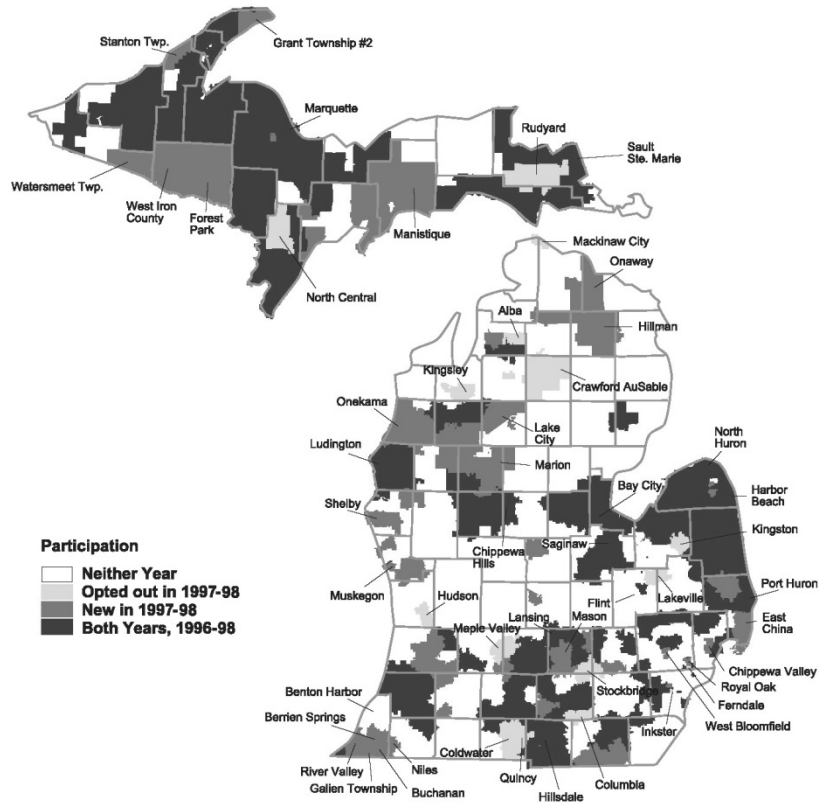 Stanton Twp.
Grant Township #2
Marquette
Rudyard
Sault
Ste. Marie
Watersmeet Twp.
West Iron
County
Forest
Park
Manistique
North Central
Mackinaw City
Onaway
Alba
Hillman
Kingsley
Crawford AuSable
Onekama
Lake
City
Ludington
North
Huron
Marion
Bay City
Harbor
Beach
Shelby
Kingston
Chippewa
Hills
Saginaw
Participation
Neither Year
Opted out in 1997-98
New in 1997-98
Both Years, 1996-98
Muskegon
Hudson
Flint
Lakeville
Port Huron
Lansing
Mason
East
China
Maple Valley
Chippewa Valley
Royal Oak
Stockbridge
Ferndale
West Bloomfield
Benton Harbor
Berrien Springs
Inkster
Coldwater
River Valley
Niles
Quincy
Columbia
Galien Township
Buchanan
Hillsdale